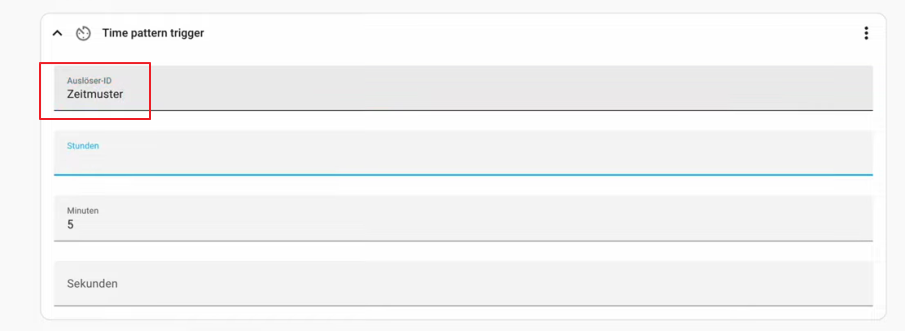 Time pattern trigger
Auslöser-ID
Zeitmuster
Stunden
Minuten
5
Sekunden